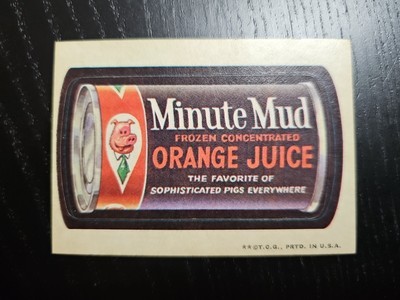 Minute Mud
FROZEN CONCENTRATED
ORANGE JUICE
THE FAVORITE OF
SOPHISTICATED PIGS EVERYWHERE
©T.C.G., PRTD. IN U.S.A.